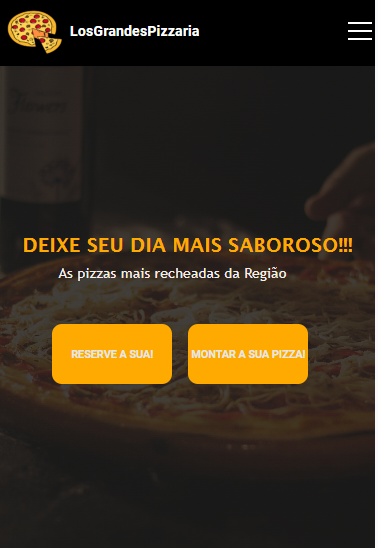 LosGrandesPizzaria
DEIXE SEU DIA MAIS SABOROSO!!!
As pizzas mais recheadas da Região
RESERVE A SUA!
MONTAR A SUA PIZZA!